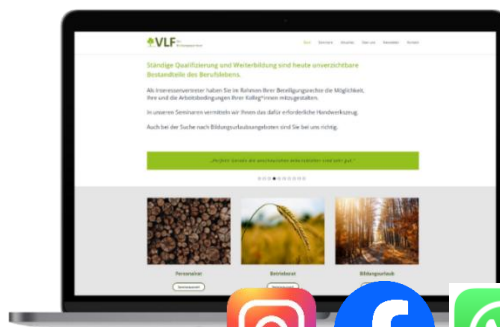 VLF
Start
Ständige Qualifizierung und Weiterbildung sind heute unverzichtbare
Bestandteile des Berufslebens.
Als Interessenvertreter haben Sie im Rahmen Ihrer Beteiligungsrechte die Möglichkeit,
Ihre und die Arbeitsbedingungen Ihrer Kolleg*innen mitzugestalten.
In unseren Seminaren vermitteln wir Ihnen das dafür erforderliche Handwerkszeug.
Auch bei der Suche nach Bildungsurlaubsangeboten sind Sie bei uns richtig.
Personalrat
Betriebsrat
Bildungsurlaub